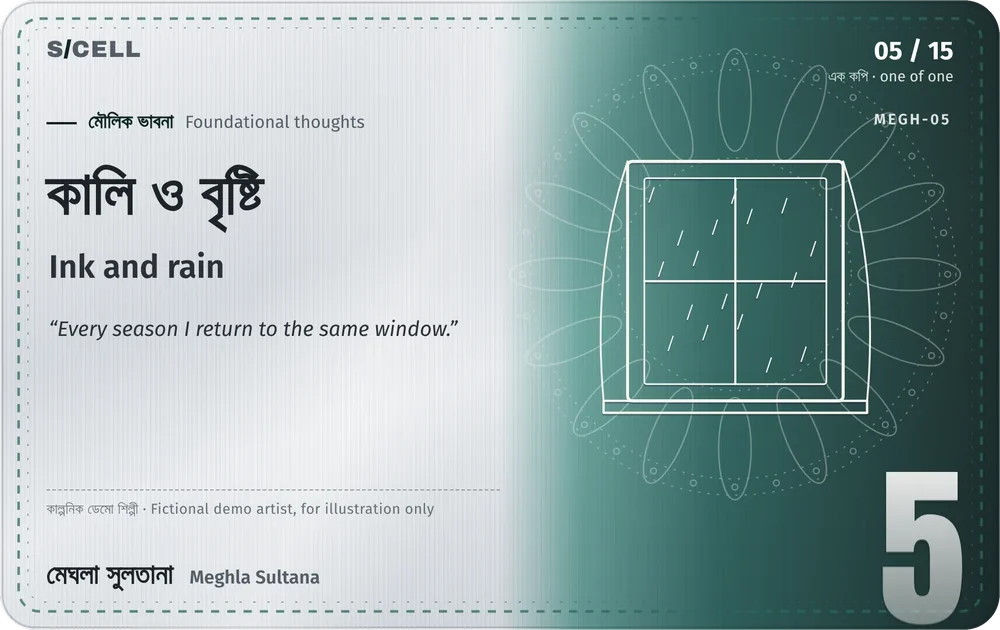 S/CELL
05 / 15
এক কপি · one of one
MEGH-05
মৌলিক ভাবনা Foundational thoughts
কালি ও বৃষ্টি
Ink and rain
“Every season I return to the same window.”
কাল্পনিক ডেমো শিল্পী · Fictional demo artist, for illustration only
মেঘলা সুলতানা Meghla Sultana
5